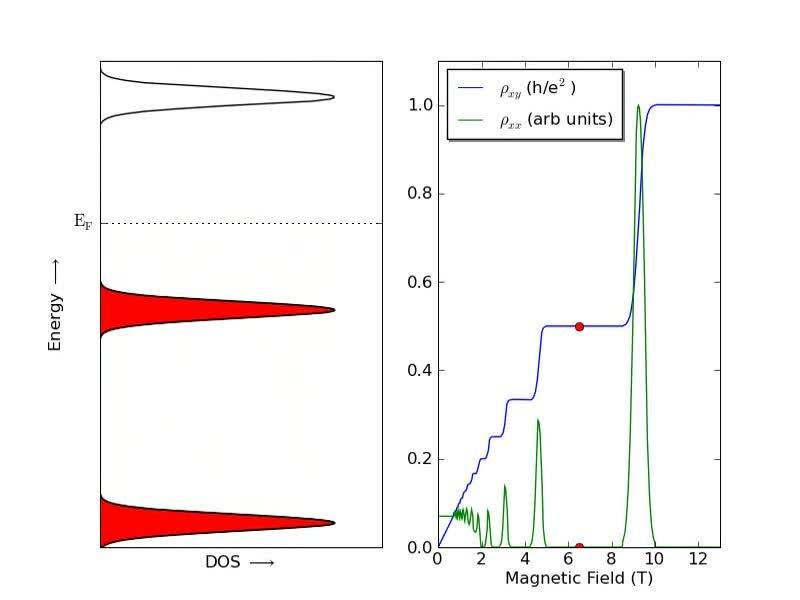 E_F
Energy ⟶
DOS ⟶
ρ_xy (h/e² )
ρ_xx (arb units)
1.0
0.8
0.6
0.4
0.2
0.0
0 2 4 6 8 10 12
Magnetic Field (T)